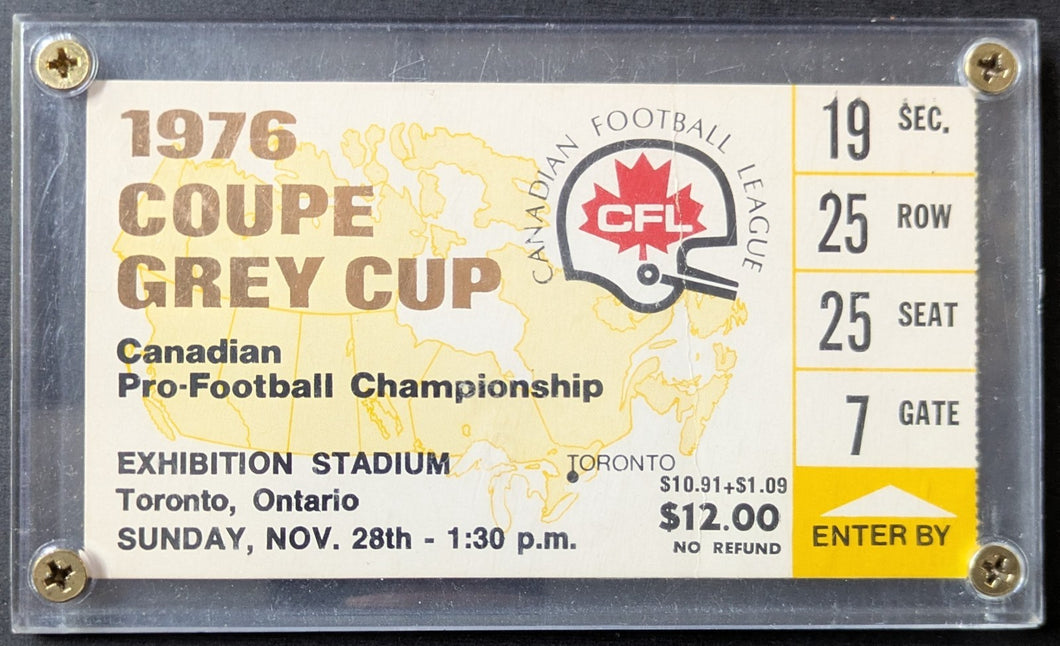 1976
COUPE
GREY CUP
Canadian
Pro-Football Championship
EXHIBITION STADIUM
Toronto, Ontario
SUNDAY, NOV. 28th - 1:30 p.m.
CANADIAN FOOTBALL LEAGUE
CFL
TORONTO
$10.91+$1.09
$12.00
NO REFUND
19 SEC.
25 ROW
25 SEAT
7 GATE
ENTER BY